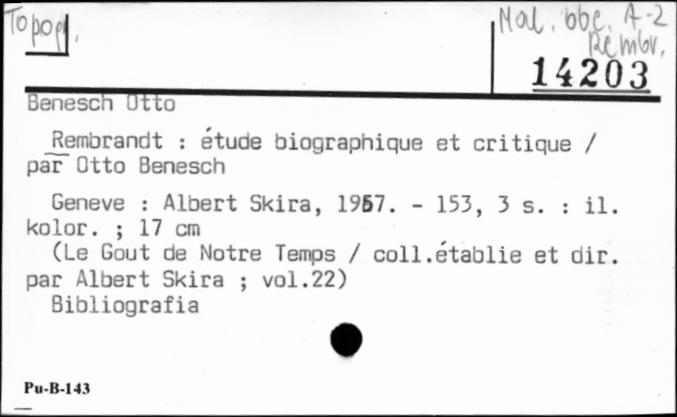 Topogr.
Mal. obc. A-2
Rembr.
14203
Benesch Otto
Rembrandt : étude biographique et critique /
par Otto Benesch
Geneve : Albert Skira, 1957. - 153, 3 s. : il.
kolor. ; 17 cm
(Le Gout de Notre Temps / coll.établie et dir.
par Albert Skira ; vol.22)
Bibliografia
Pu-B-143